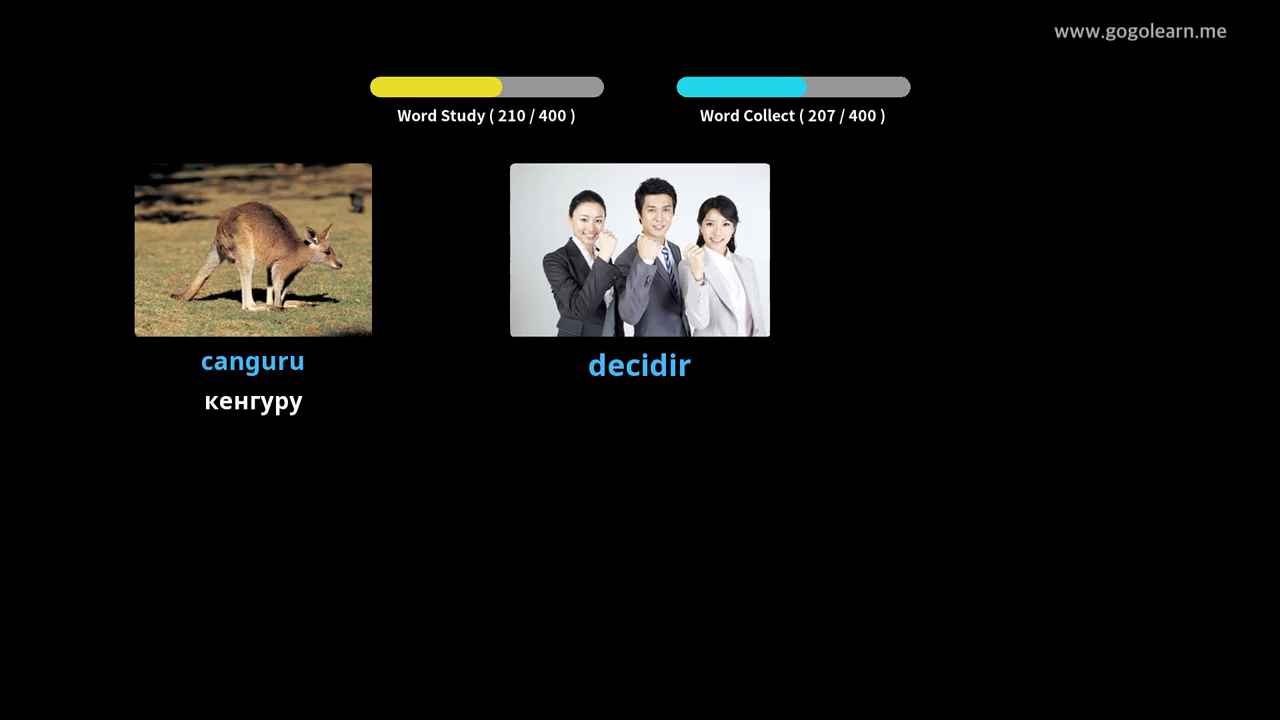 www.gogolearn.me
Word Study ( 210 / 400 )
Word Collect ( 207 / 400 )
canguru
кенгуру
decidir